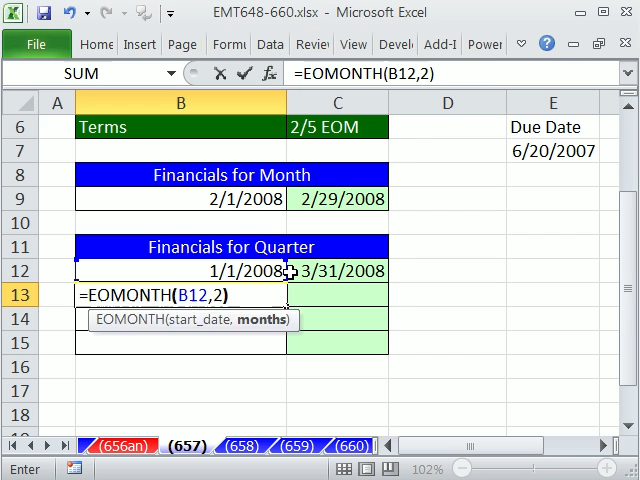 EMT648-660.xlsx - Microsoft Excel
File Home Insert Page Formu Data Review View Develo Add-I Power
SUM fx =EOMONTH(B12,2)
A B C D E
6 Terms 2/5 EOM Due Date
7 6/20/2007
8 Financials for Month
9 2/1/2008 2/29/2008
10
11 Financials for Quarter
12 1/1/2008 3/31/2008
13 =EOMONTH(B12,2)
14 EOMONTH(start_date, months)
15
16
17
18
(656an) (657) (658) (659) (660)
Enter 102%